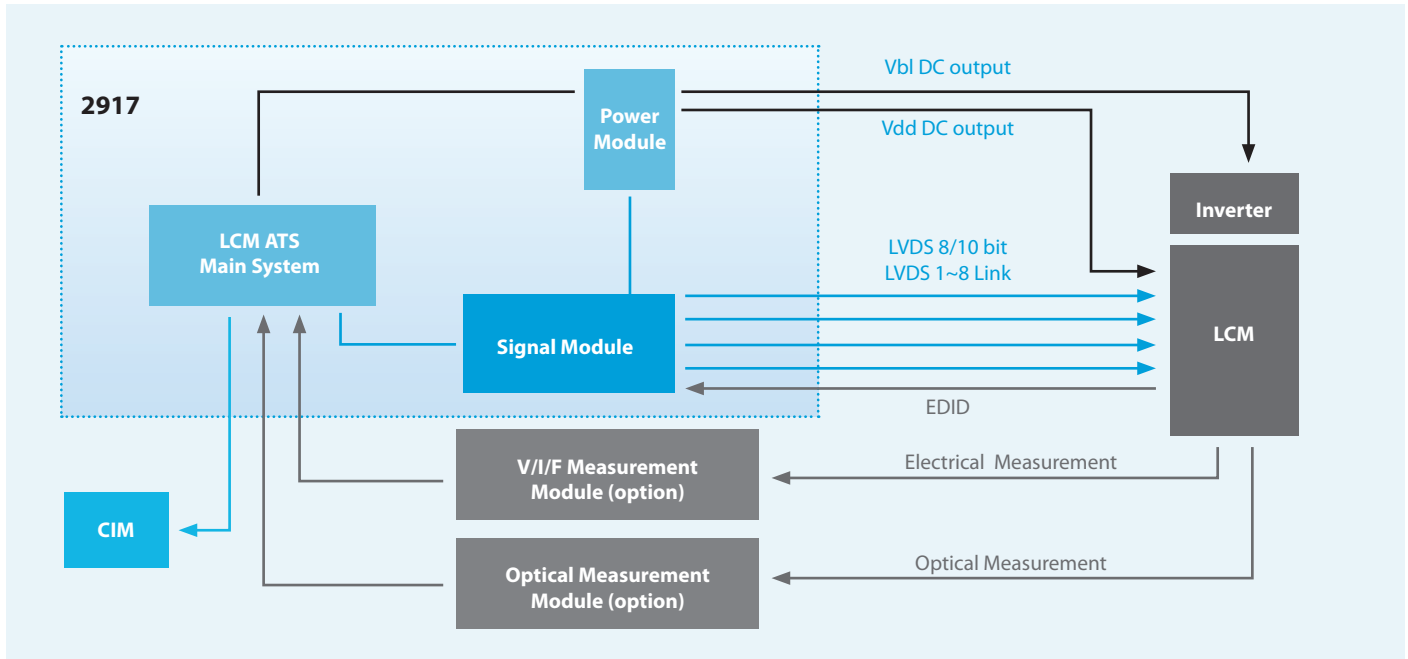 2917
Power
Module
Vbl DC output
Vdd DC output
Inverter
LCM ATS
Main System
LVDS 8/10 bit
LVDS 1~8 Link
Signal Module
LCM
EDID
V/I/F Measurement
Module (option)
Electrical  Measurement
CIM
Optical Measurement
Module (option)
Optical Measurement